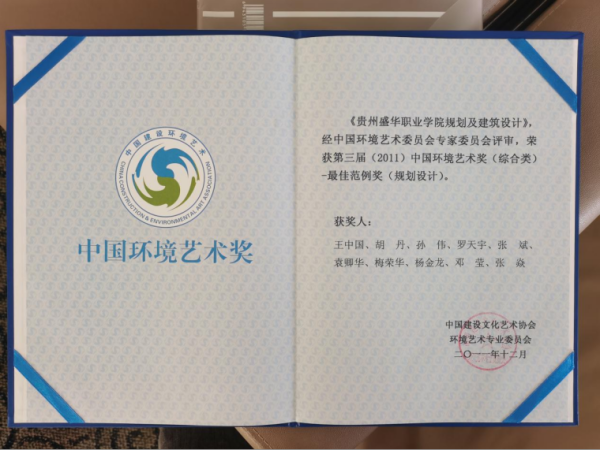 中国建设环境艺术
CHINA CONSTRUCTION & ENVIRONMENTAL ART ASSOCIATION
中国环境艺术奖
《贵州盛华职业学院规划及建筑设计》，
经中国环境艺术委员会专家委员会评审，荣
获第三届（2011）中国环境艺术奖（综合类）
-最佳范例奖（规划设计）。
获奖人：
王中国、胡　丹、孙　伟、罗天宇、张　斌、
袁卿华、梅荣华、杨金龙、邓　莹、张　焱
中国建设文化艺术协会
环境艺术专业委员会
二〇一一年十二月